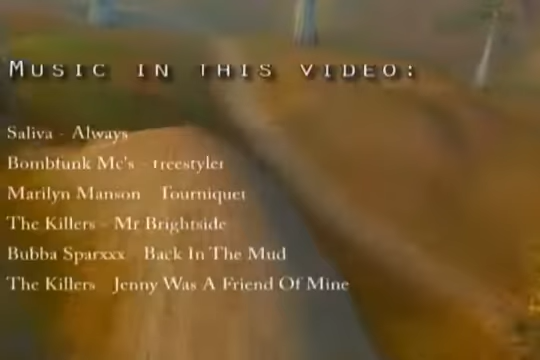 Music in this video:
Saliva - Always
Bombfunk Mc's - freestyler
Marilyn Manson Tourniquet
The Killers - Mr Brightside
Bubba Sparxxx Back In The Mud
The Killers Jenny Was A Friend Of Mine